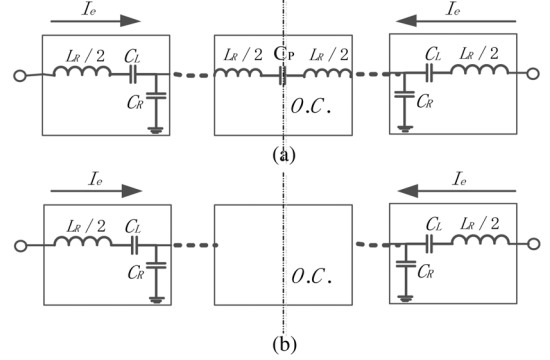 Ie Ie
LR/2 CL LR/2 CP LR/2 CL LR/2
CR O.C. CR
(a)
Ie Ie
LR/2 CL CL LR/2
CR O.C. CR
(b)